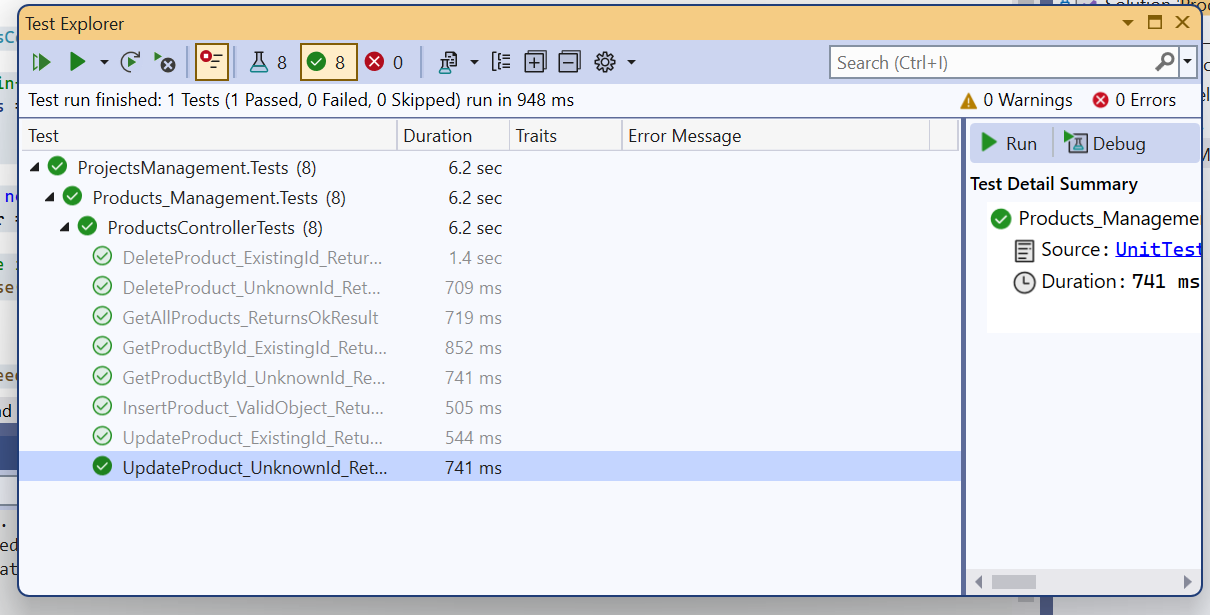 Test Explorer
8 8 0 Search (Ctrl+I)
Test run finished: 1 Tests (1 Passed, 0 Failed, 0 Skipped) run in 948 ms 0 Warnings 0 Errors
Test Duration Traits Error Message
ProjectsManagement.Tests (8) 6.2 sec
Products_Management.Tests (8) 6.2 sec
ProductsControllerTests (8) 6.2 sec
DeleteProduct_ExistingId_Retur... 1.4 sec
DeleteProduct_UnknownId_Ret... 709 ms
GetAllProducts_ReturnsOkResult 719 ms
GetProductById_ExistingId_Retu... 852 ms
GetProductById_UnknownId_Re... 741 ms
InsertProduct_ValidObject_Retu... 505 ms
UpdateProduct_ExistingId_Retu... 544 ms
UpdateProduct_UnknownId_Ret... 741 ms
Run Debug
Test Detail Summary
Products_Manageme
Source: UnitTest
Duration: 741 ms